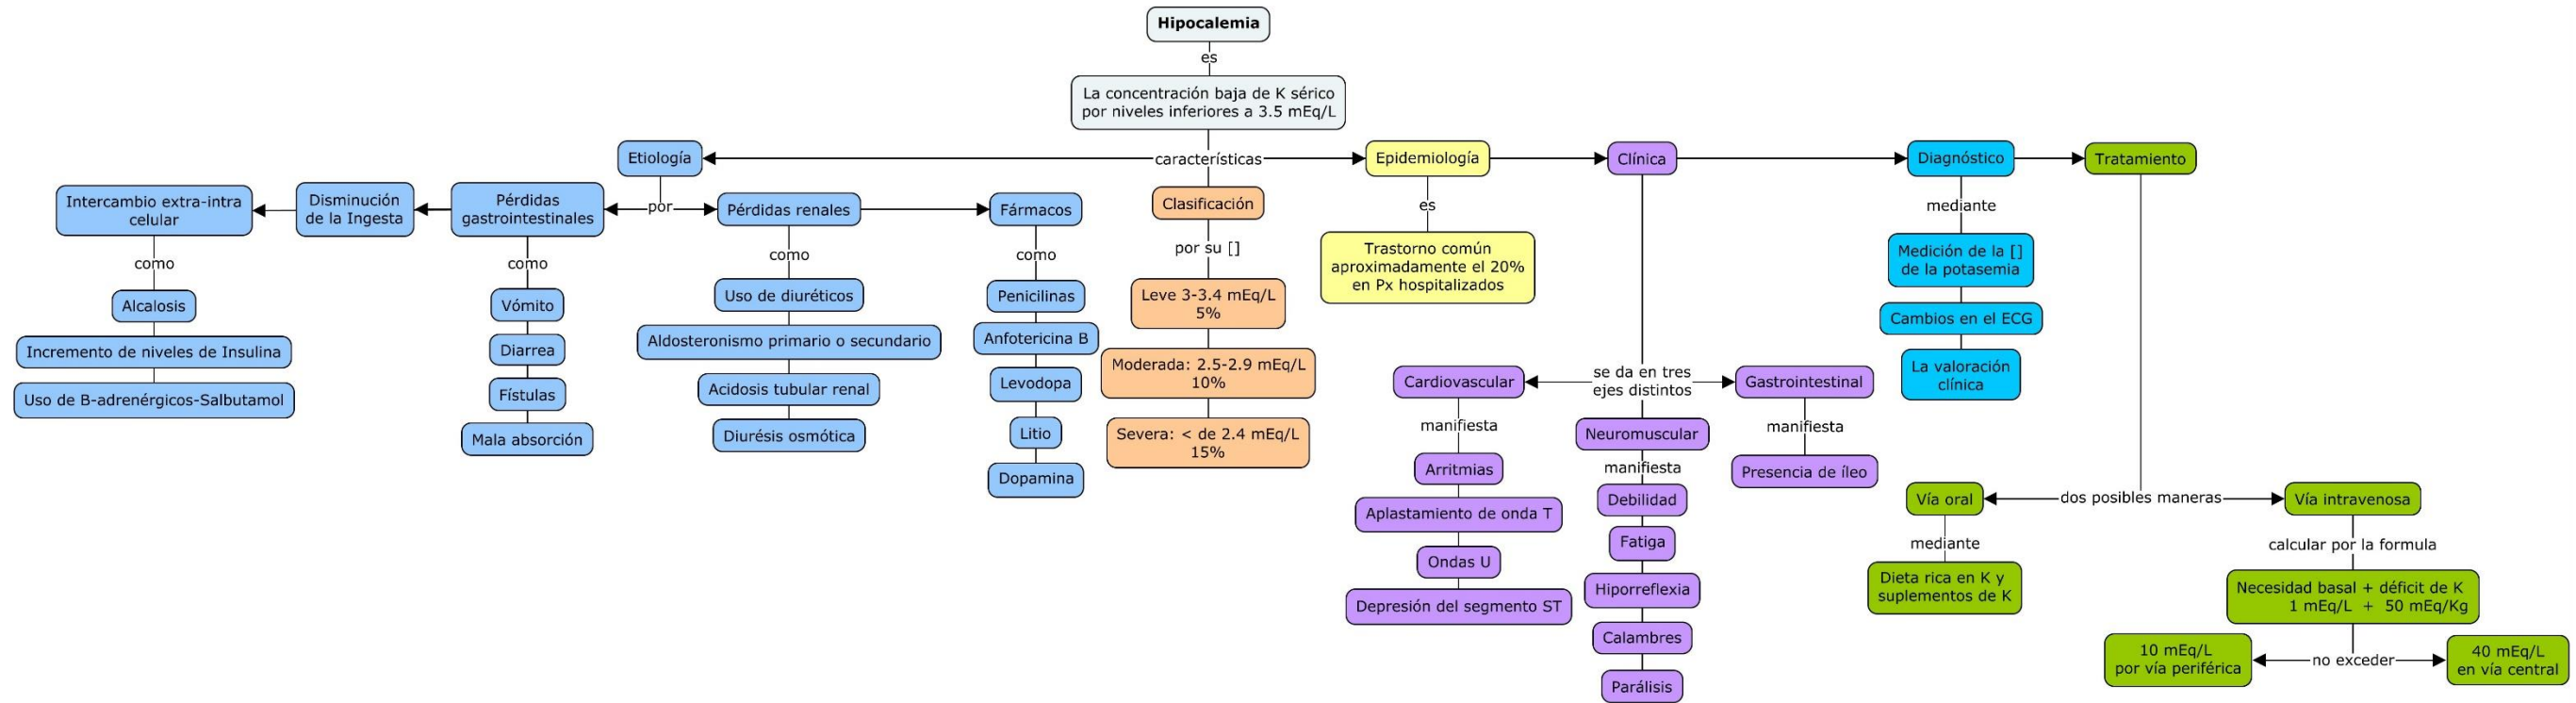 Hipocalemia
es
La concentración baja de K sérico
por niveles inferiores a 3.5 mEq/L
características
Etiología
por
Intercambio extra-intra
celular
como
Alcalosis
Incremento de niveles de Insulina
Uso de B-adrenérgicos-Salbutamol
Disminución
de la Ingesta
Pérdidas
gastrointestinales
como
Vómito
Diarrea
Fístulas
Mala absorción
Pérdidas renales
como
Uso de diuréticos
Aldosteronismo primario o secundario
Acidosis tubular renal
Diurésis osmótica
Fármacos
como
Penicilinas
Anfotericina B
Levodopa
Litio
Dopamina
Clasificación
por su []
Leve 3-3.4 mEq/L
5%
Moderada: 2.5-2.9 mEq/L
10%
Severa: < de 2.4 mEq/L
15%
Epidemiología
es
Trastorno común
aproximadamente el 20%
en Px hospitalizados
Clínica
se da en tres
ejes distintos
Cardiovascular
manifiesta
Arritmias
Aplastamiento de onda T
Ondas U
Depresión del segmento ST
Neuromuscular
manifiesta
Debilidad
Fatiga
Hiporreflexia
Calambres
Parálisis
Gastrointestinal
manifiesta
Presencia de íleo
Diagnóstico
mediante
Medición de la []
de la potasemia
Cambios en el ECG
La valoración
clínica
Tratamiento
dos posibles maneras
Vía oral
mediante
Dieta rica en K y
suplementos de K
Vía intravenosa
calcular por la formula
Necesidad basal + déficit de K
1 mEq/L + 50 mEq/Kg
no exceder
10 mEq/L
por vía periférica
40 mEq/L
en vía central